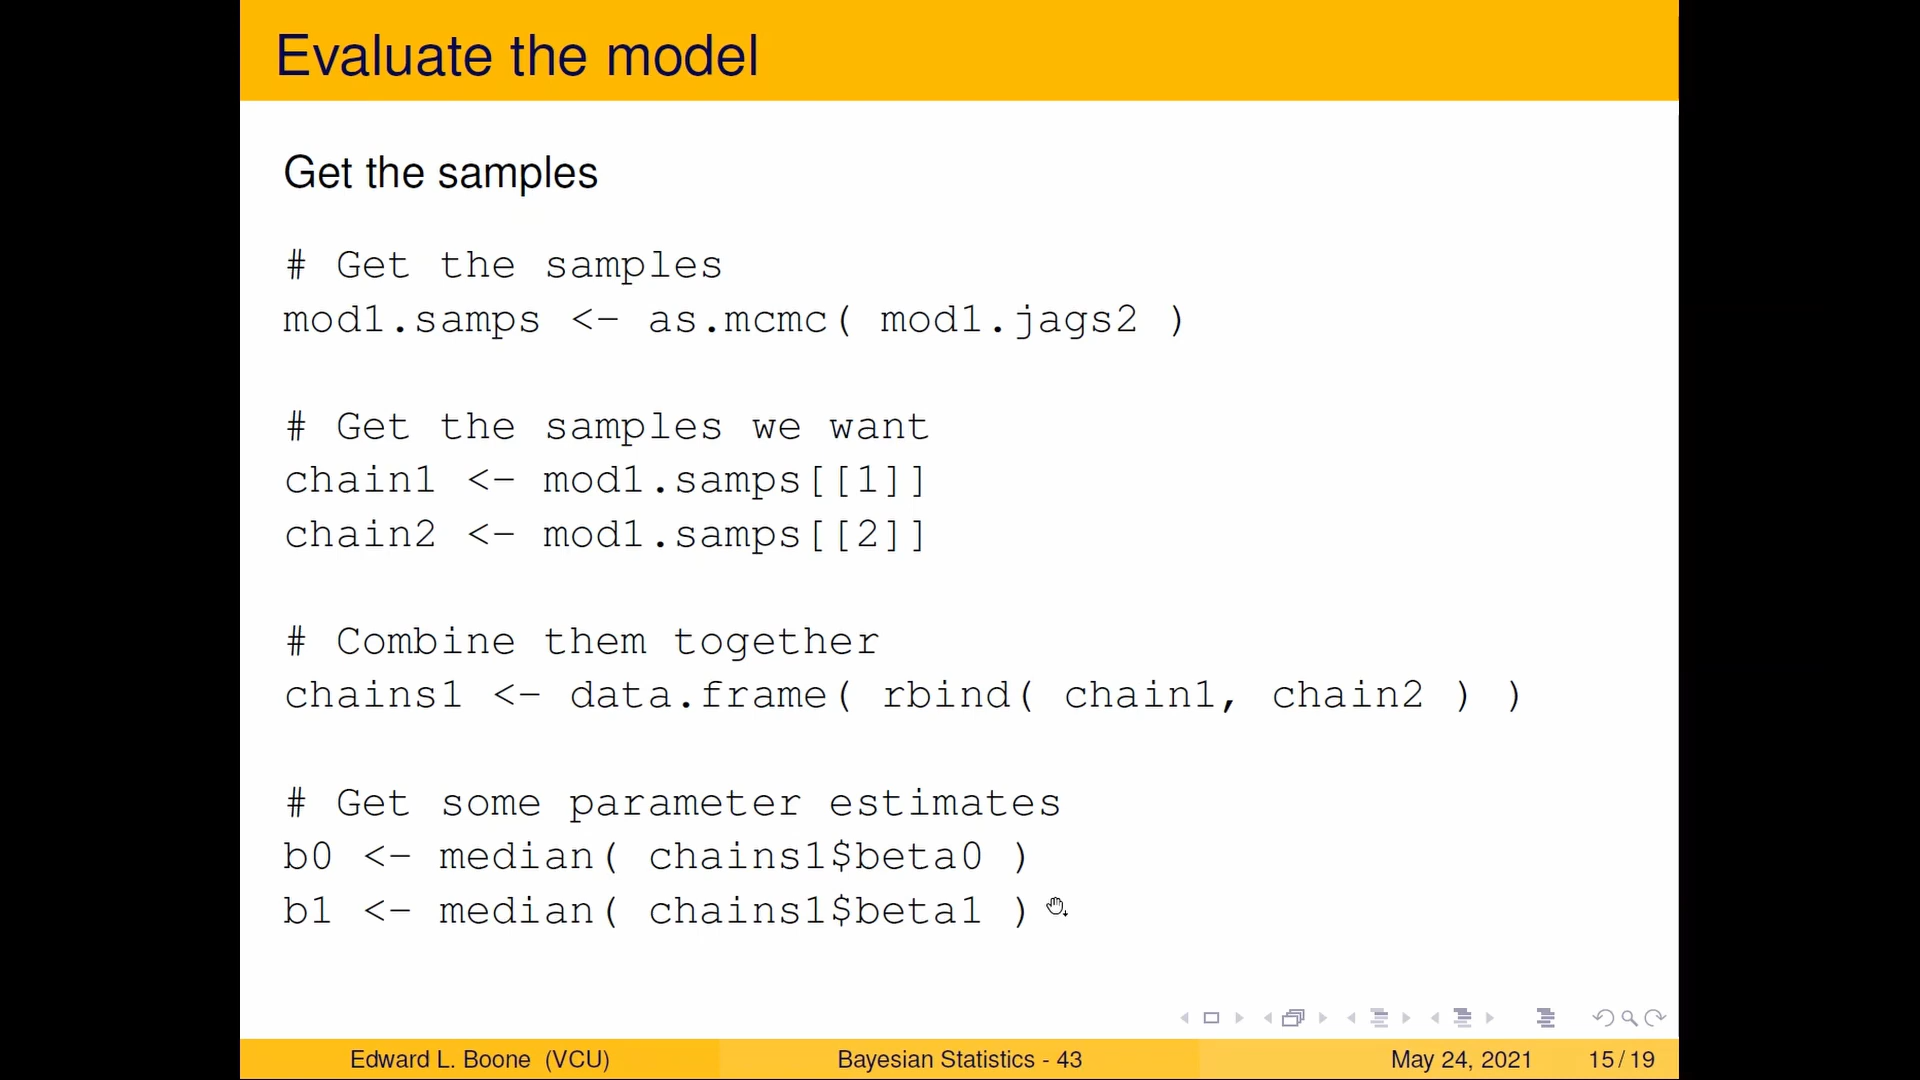 Evaluate the model
Get the samples
# Get the samples
mod1.samps <- as.mcmc( mod1.jags2 )
# Get the samples we want
chain1 <- mod1.samps[[1]]
chain2 <- mod1.samps[[2]]
# Combine them together
chains1 <- data.frame( rbind( chain1, chain2 ) )
# Get some parameter estimates
b0 <- median( chains1$beta0 )
b1 <- median( chains1$beta1 )
Edward L. Boone (VCU) Bayesian Statistics - 43 May 24, 2021 15 / 19